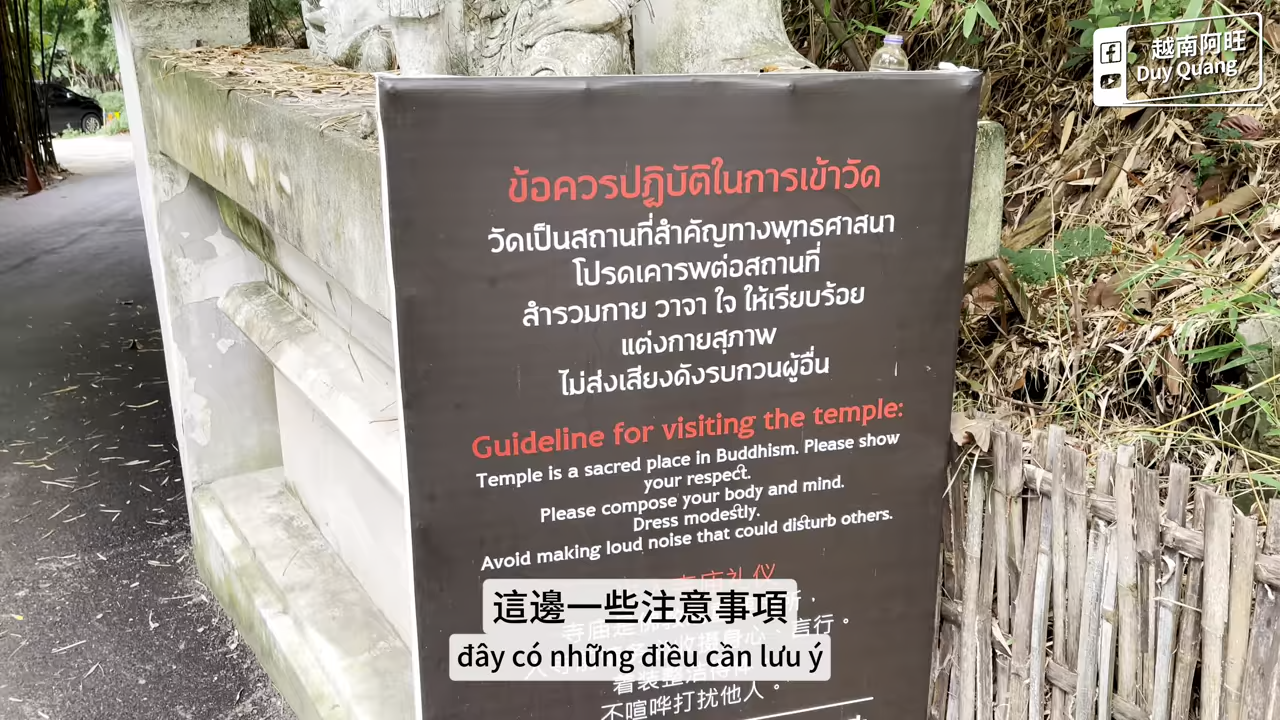 越南阿旺
Duy Quang
ข้อควรปฏิบัติในการเข้าวัด
วัดเป็นสถานที่สำคัญทางพุทธศาสนา
โปรดเคารพต่อสถานที่
สำรวมกาย วาจา ใจ ให้เรียบร้อย
แต่งกายสุภาพ
ไม่ส่งเสียงดังรบกวนผู้อื่น
Guideline for visiting the temple:
Temple is a sacred place in Buddhism. Please show
your respect.
Please compose your body and mind.
Dress modestly.
Avoid making loud noise that could disturb others.
寺庙礼仪
這邊一些注意事項
言行。
đây có những điều cần lưu ý
不喧哗打扰他人。